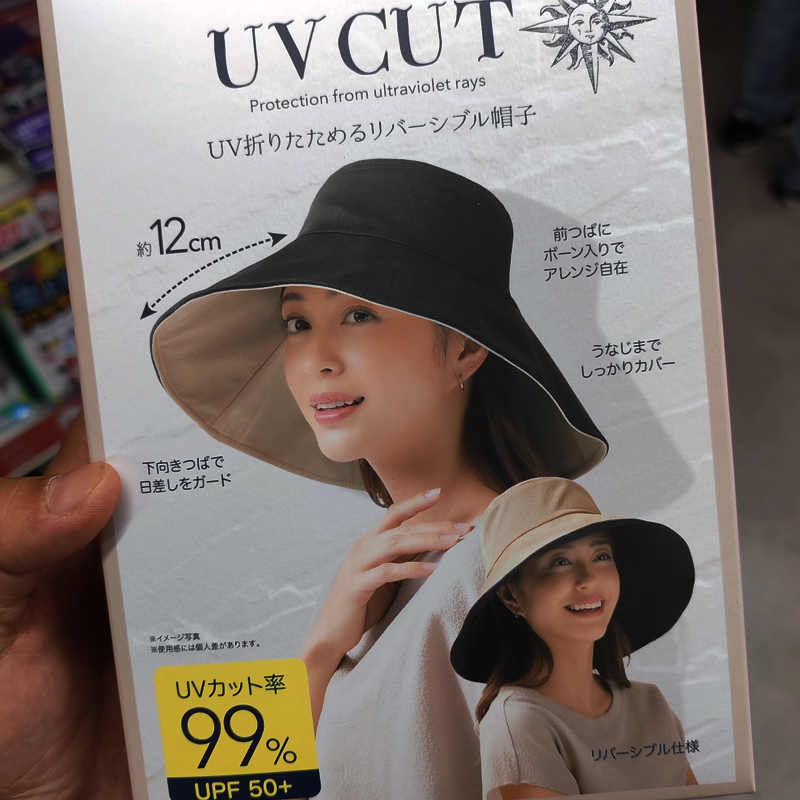 UV CUT
Protection from ultraviolet rays
UV折りたためるリバーシブル帽子
約12cm
前つばに
ボーン入りで
アレンジ自在
うなじまで
しっかりカバー
下向きつばで
日差しをガード
※イメージ写真
※使用感には個人差があります。
UVカット率
99%
UPF 50+
リバーシブル仕様